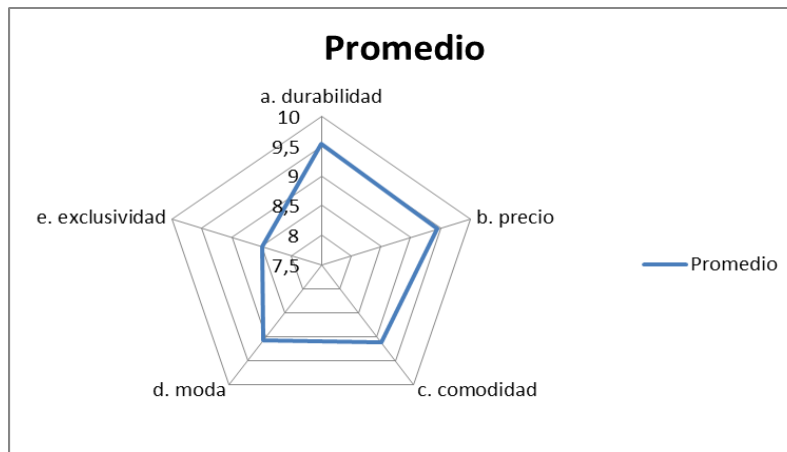 Promedio
a. durabilidad
10
9,5
9
8,5
8
7,5
e. exclusividad
b. precio
Promedio
d. moda
c. comodidad